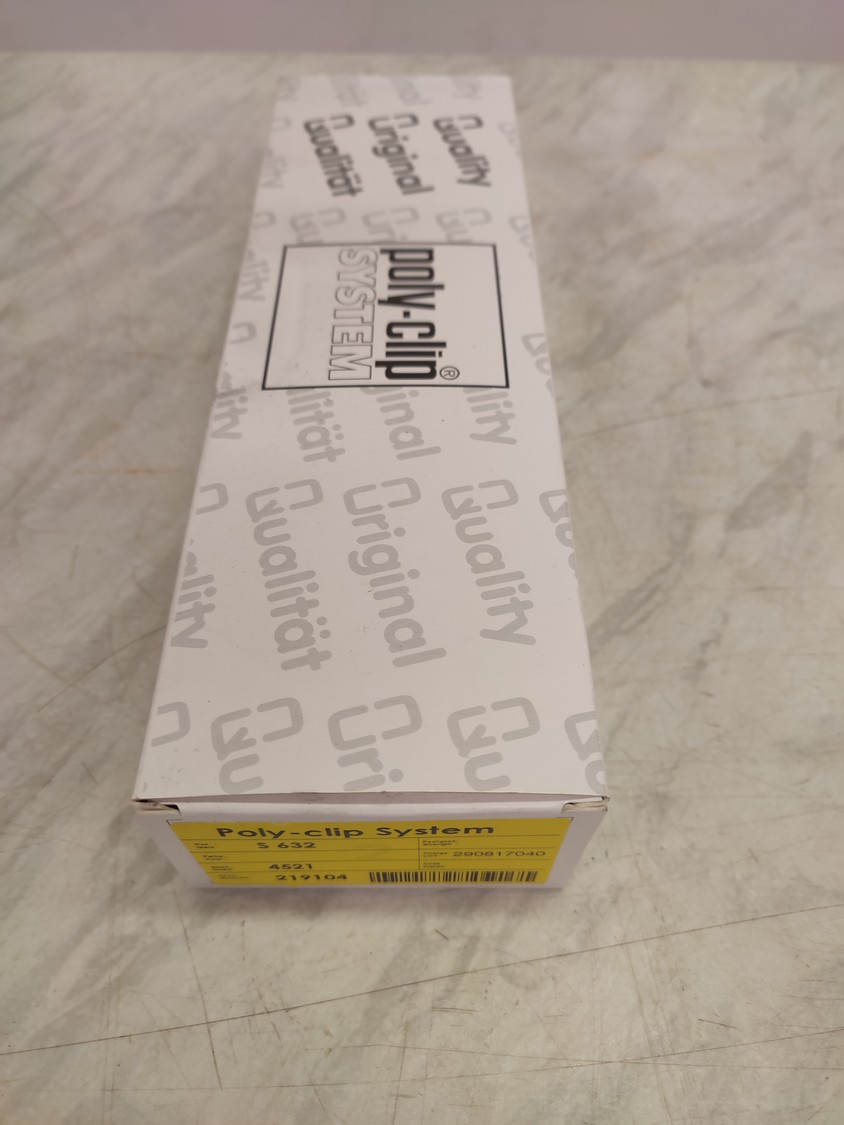 Qualität Original Quality
poly-clip®
SYSTEM
Qualität Original Quality
Poly-clip System
S 632
4521
290817040
219104